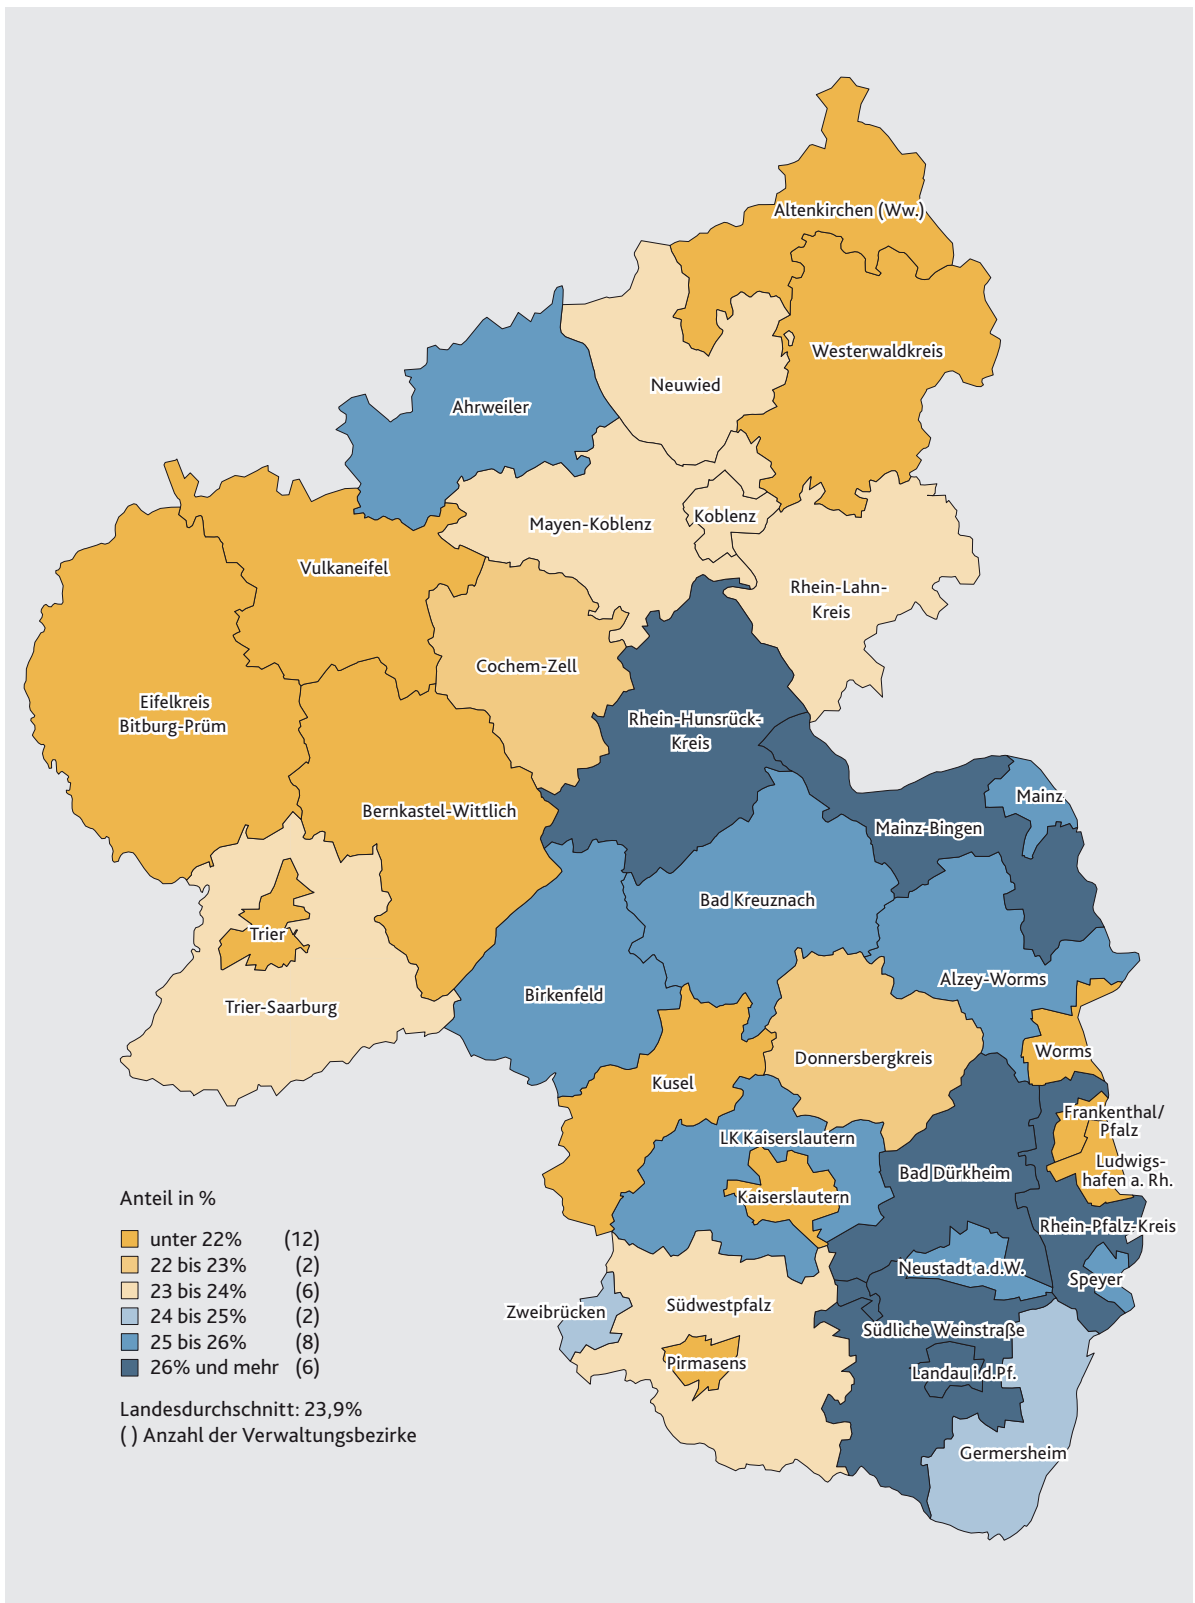 Altenkirchen (Ww.)
Westerwaldkreis
Neuwied
Ahrweiler
Mayen-Koblenz
Koblenz
Vulkaneifel
Rhein-Lahn-
Kreis
Cochem-Zell
Eifelkreis
Bitburg-Prüm
Rhein-Hunsrück-
Kreis
Mainz
Bernkastel-Wittlich
Mainz-Bingen
Bad Kreuznach
Trier
Alzey-Worms
Birkenfeld
Trier-Saarburg
Worms
Donnersbergkreis
Kusel
Frankenthal/
Pfalz
LK Kaiserslautern
Ludwigs-
hafen a. Rh.
Bad Dürkheim
Kaiserslautern
Rhein-Pfalz-Kreis
Neustadt a.d.W.
Speyer
Zweibrücken
Südwestpfalz
Südliche Weinstraße
Pirmasens
Landau i.d.Pf.
Germersheim
Anteil in %
unter 22% (12)
22 bis 23% (2)
23 bis 24% (6)
24 bis 25% (2)
25 bis 26% (8)
26% und mehr (6)
Landesdurchschnitt: 23,9%
( ) Anzahl der Verwaltungsbezirke